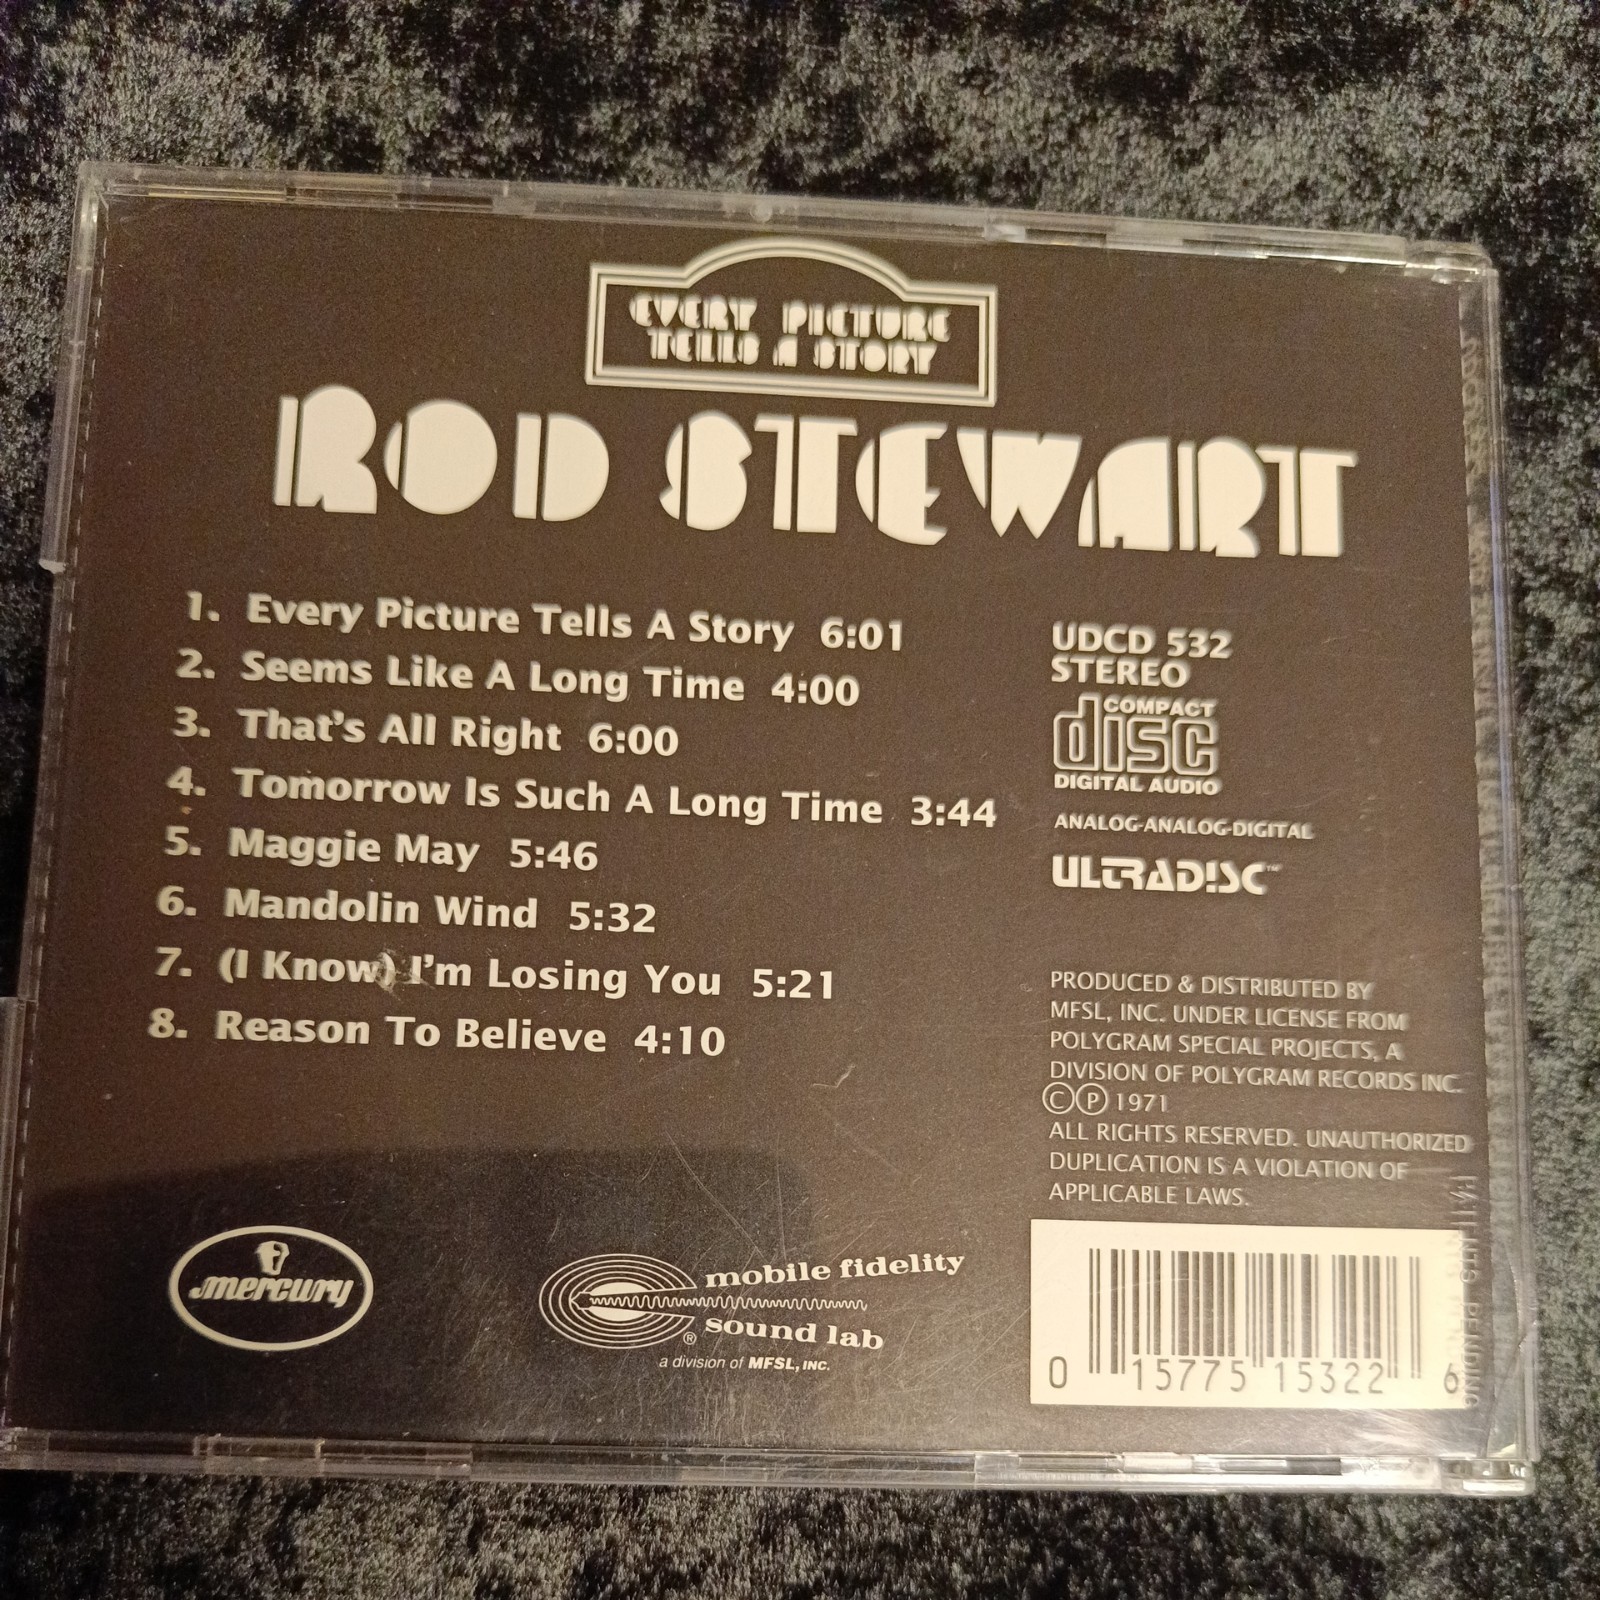 EVERY PICTURE
TELLS A STORY
ROD STEWART
1. Every Picture Tells A Story 6:01
2. Seems Like A Long Time 4:00
3. That's All Right 6:00
4. Tomorrow Is Such A Long Time 3:44
5. Maggie May 5:46
6. Mandolin Wind 5:32
7. (I Know) I'm Losing You 5:21
8. Reason To Believe 4:10
UDCD 532
STEREO
COMPACT
disc
DIGITAL AUDIO
ANALOG-ANALOG-DIGITAL
ULTRADISC™
PRODUCED & DISTRIBUTED BY
MFSL, INC. UNDER LICENSE FROM
POLYGRAM SPECIAL PROJECTS, A
DIVISION OF POLYGRAM RECORDS INC.
©℗ 1971
ALL RIGHTS RESERVED. UNAUTHORIZED
DUPLICATION IS A VIOLATION OF
APPLICABLE LAWS.
mercury
mobile fidelity
sound lab
®
a division of MFSL, INC.
0 15775 15322 6